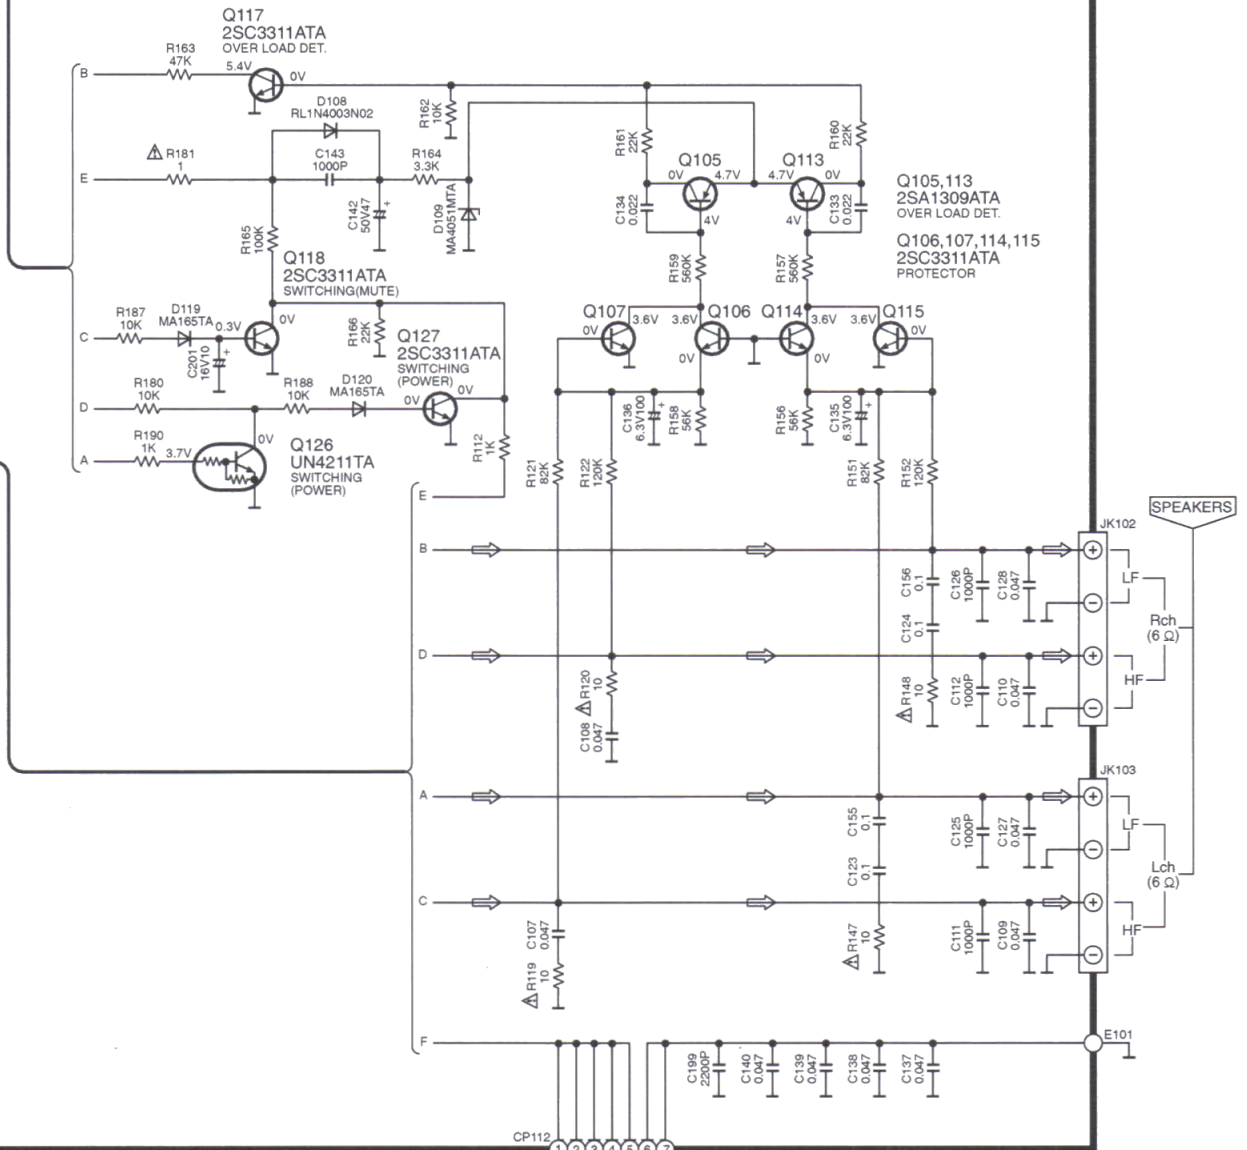 Q117
2SC3311ATA
OVER LOAD DET.
R163
47K
5.4V
0V
B
D108
RL1N4003N02
R162
10K
R161
22K
R160
22K
R181
1
C143
1000P
R164
3.3K
E
Q105
Q113
0V
4.7V
4.7V
0V
Q105,113
2SA1309ATA
OVER LOAD DET.
C142
50V47
+
D109
MA4051MTA
C134
0.022
4V
4V
C133
0.022
R165
100K
Q106,107,114,115
2SC3311ATA
PROTECTOR
Q118
2SC3311ATA
SWITCHING(MUTE)
R159
560K
R157
560K
R187
10K
D119
MA165TA
0.3V
0V
C
C201
16V10
+
R166
22K
Q127
2SC3311ATA
SWITCHING
(POWER)
Q107
Q106
Q114
Q115
0V
3.6V
3.6V
3.6V
3.6V
0V
0V
0V
R180
10K
R188
10K
D120
MA165TA
0V
0V
D
C136
6.3V100
+
R158
56K
R156
56K
C135
6.3V100
+
R190
1K
3.7V
0V
A
Q126
UN4211TA
SWITCHING
(POWER)
R112
1K
R121
82K
R122
120K
R151
82K
R152
120K
E
SPEAKERS
JK102
B
+
C156
0.1
C126
1000P
C128
0.047
LF
−
C124
0.1
Rch
(6 Ω)
D
+
R120
10
R148
10
C112
1000P
C110
0.047
HF
−
C108
0.047
JK103
A
+
C155
0.1
C125
1000P
C127
0.047
LF
−
C123
0.1
Lch
(6 Ω)
C
+
C107
0.047
R147
10
C111
1000P
C109
0.047
HF
−
R119
10
F
E101
C199
2200P
C140
0.047
C139
0.047
C138
0.047
C137
0.047
CP112
1 2 3 4 5 6 7